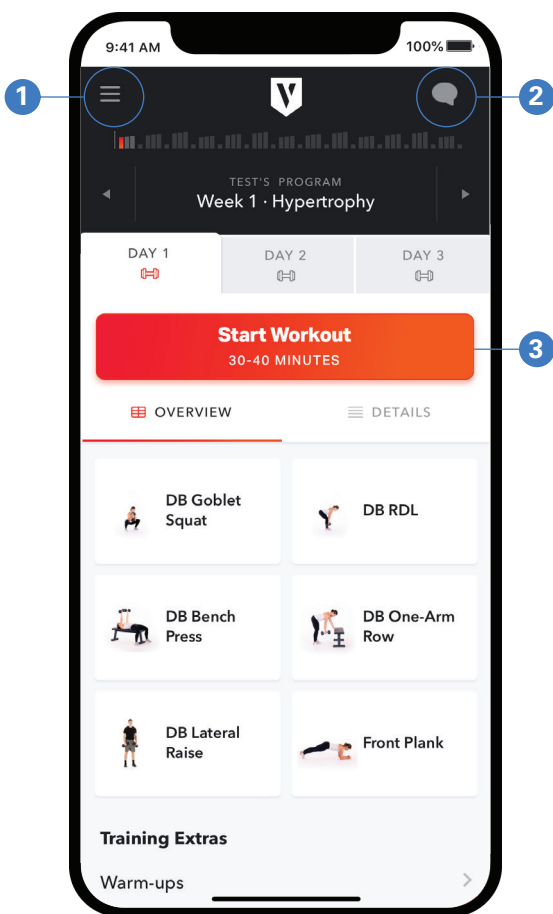 9:41 AM 100%
1
2
V
TEST'S PROGRAM
Week 1 · Hypertrophy
DAY 1 DAY 2 DAY 3
Start Workout
30-40 MINUTES
3
OVERVIEW DETAILS
DB Goblet
Squat
DB RDL
DB Bench
Press
DB One-Arm
Row
DB Lateral
Raise
Front Plank
Training Extras
Warm-ups